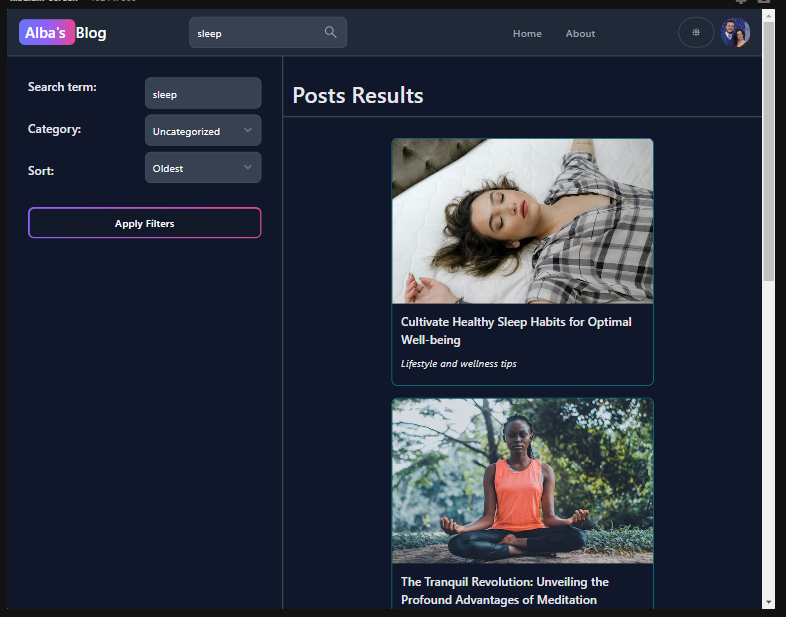 Alba's Blog
sleep
Home
About
Search term:
sleep
Category:
Uncategorized
Sort:
Oldest
Apply Filters
Posts Results
Cultivate Healthy Sleep Habits for Optimal
Well-being
Lifestyle and wellness tips
The Tranquil Revolution: Unveiling the
Profound Advantages of Meditation